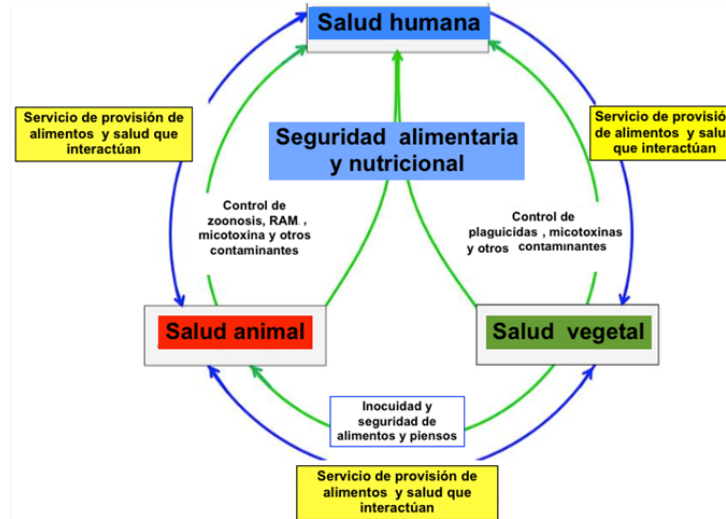 Salud humana
Servicio de provisión de
alimentos y salud que
interactúan
Servicio de provisión
de alimentos y salud
que interactúan
Seguridad alimentaria
y nutricional
Control de
zoonosis, RAM,
micotoxina y otros
contaminantes
Control de
plaguicidas, micotoxinas
y otros contaminantes
Salud animal
Salud vegetal
Inocuidad y
seguridad de
alimentos y piensos
Servicio de provisión de
alimentos y salud que
interactúan